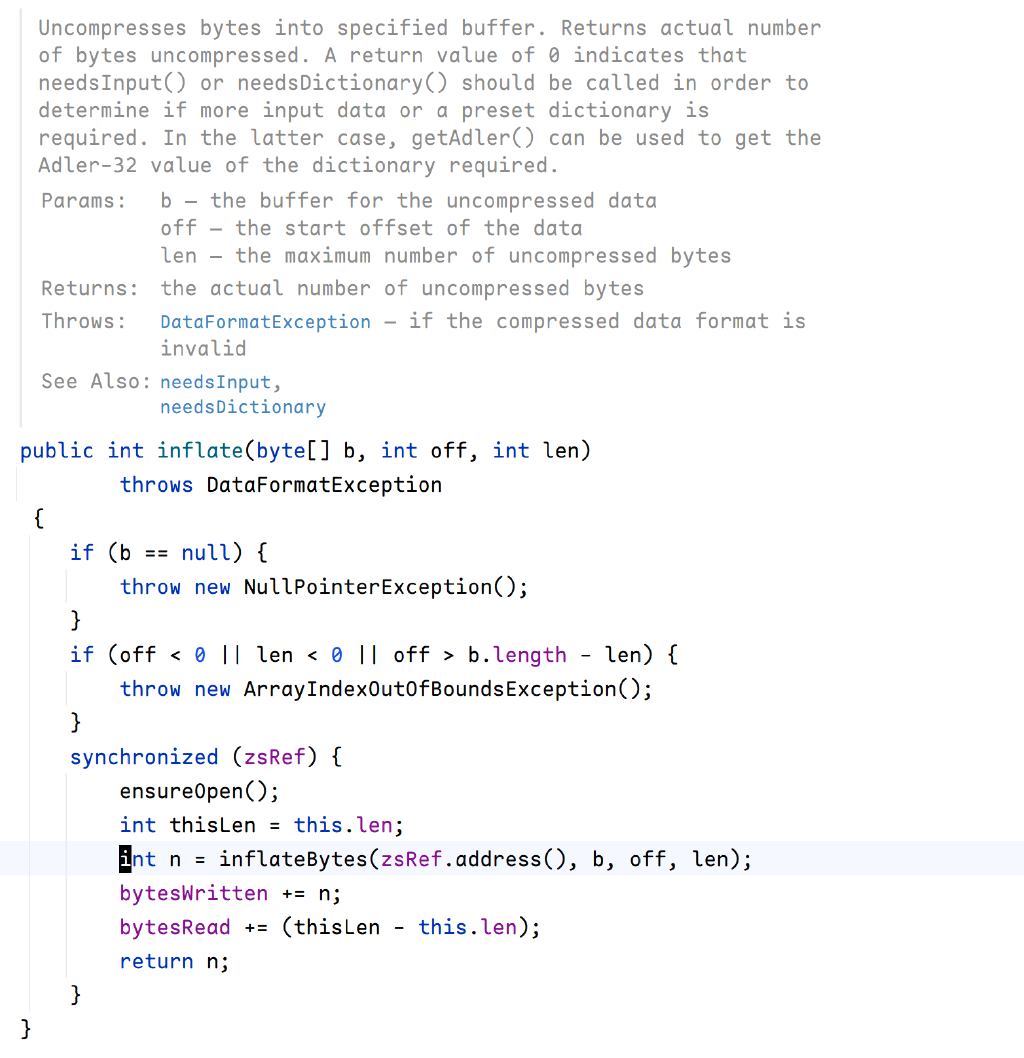 Uncompresses bytes into specified buffer. Returns actual number
of bytes uncompressed. A return value of 0 indicates that
needsInput() or needsDictionary() should be called in order to
determine if more input data or a preset dictionary is
required. In the latter case, getAdler() can be used to get the
Adler-32 value of the dictionary required.
Params: b – the buffer for the uncompressed data
off – the start offset of the data
len – the maximum number of uncompressed bytes
Returns: the actual number of uncompressed bytes
Throws: DataFormatException – if the compressed data format is
invalid
See Also: needsInput,
needsDictionary
public int inflate(byte[] b, int off, int len)
throws DataFormatException
{
if (b == null) {
throw new NullPointerException();
}
if (off < 0 || len < 0 || off > b.length - len) {
throw new ArrayIndexOutOfBoundsException();
}
synchronized (zsRef) {
ensureOpen();
int thisLen = this.len;
int n = inflateBytes(zsRef.address(), b, off, len);
bytesWritten += n;
bytesRead += (thisLen - this.len);
return n;
}
}